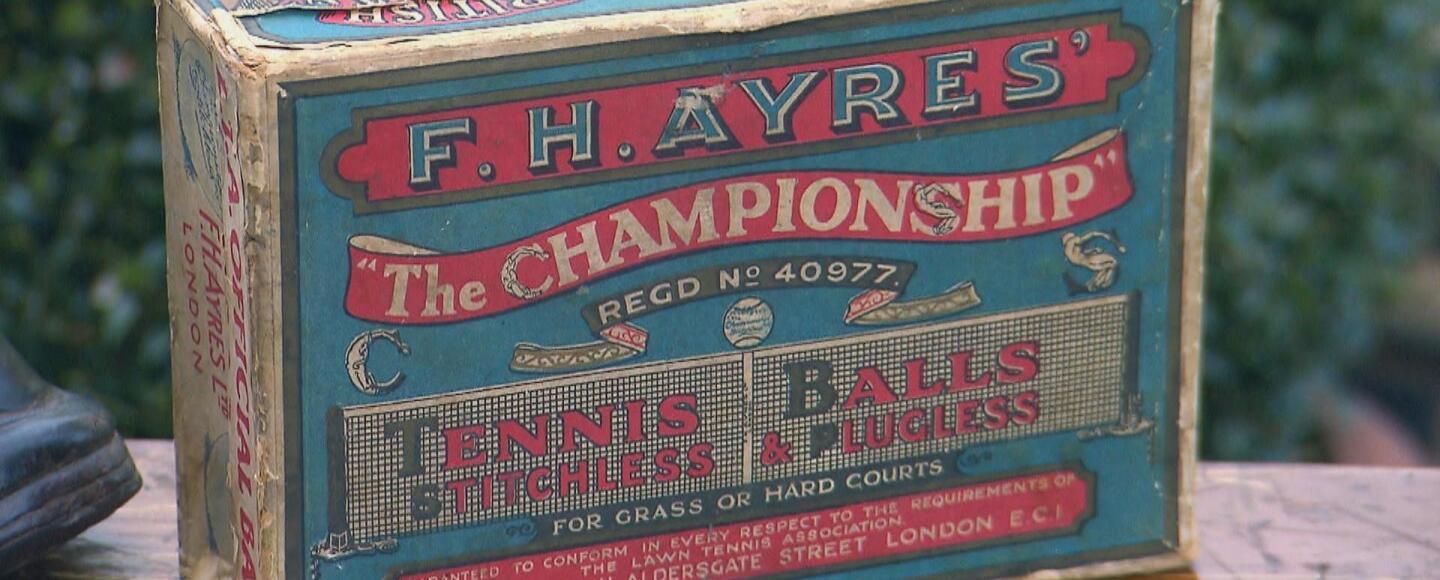 F.H.AYRES'
"The CHAMPIONSHIP"
REGD No 40977.
C S
TENNIS BALLS
STITCHLESS & PLUGLESS
FOR GRASS OR HARD COURTS
TO CONFORM IN EVERY RESPECT TO THE REQUIREMENTS OF
THE LAWN TENNIS ASSOCIATION.
ALDERSGATE STREET LONDON E.C.1
L.T.A. OFFICIAL
F.H.AYRES LTD
LONDON